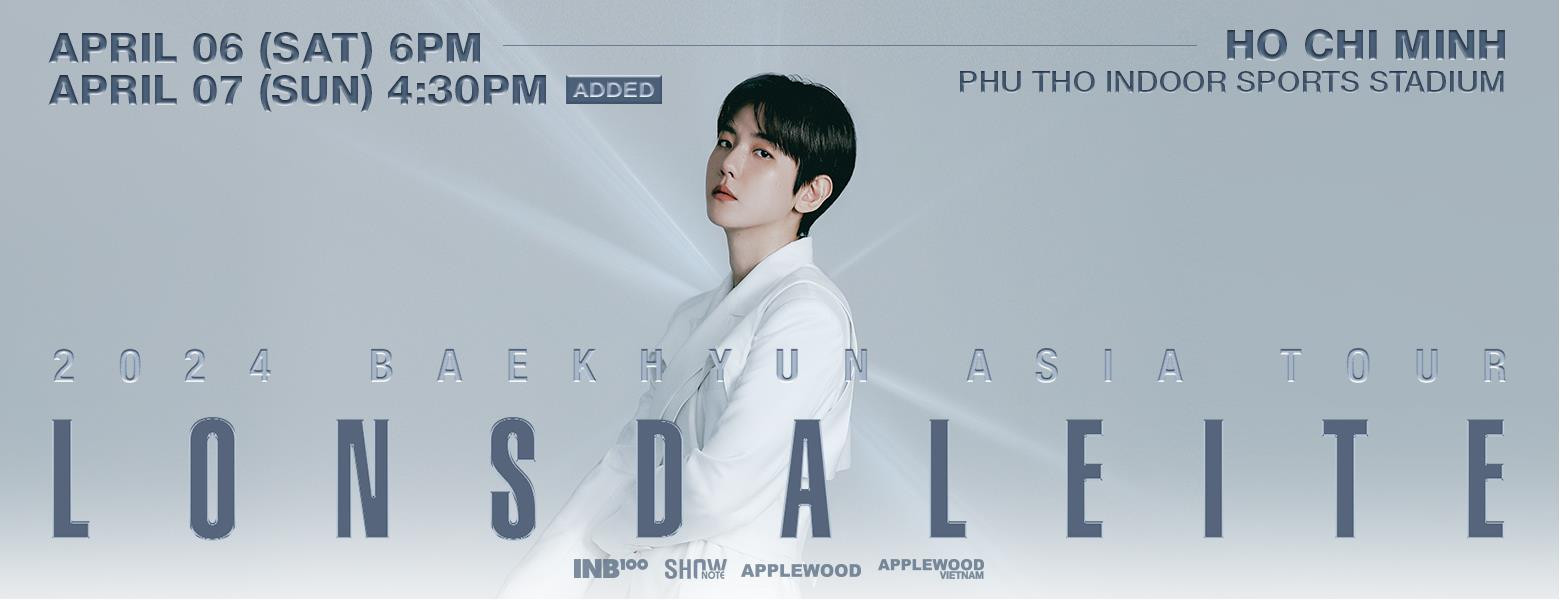 APRIL 06 (SAT) 6PM
APRIL 07 (SUN) 4:30PM ADDED
HO CHI MINH
PHU THO INDOOR SPORTS STADIUM
2024 BAEKHYUN ASIA TOUR
LONSDALEITE
INB100 SHOW NOTE APPLEWOOD APPLEWOOD VIETNAM